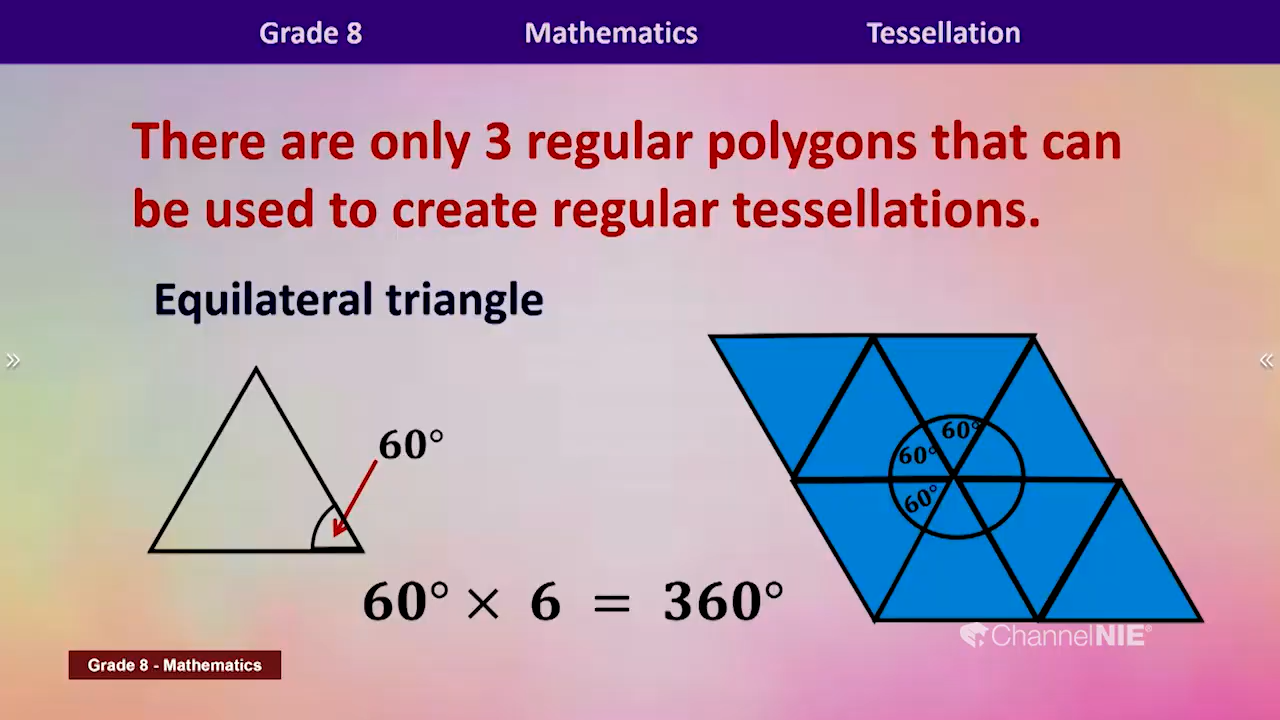 Grade 8 Mathematics Tessellation
There are only 3 regular polygons that can
be used to create regular tessellations.
Equilateral triangle
60°
60°
60°
60°
60° × 6 = 360°
ChannelNIE®
Grade 8 - Mathematics